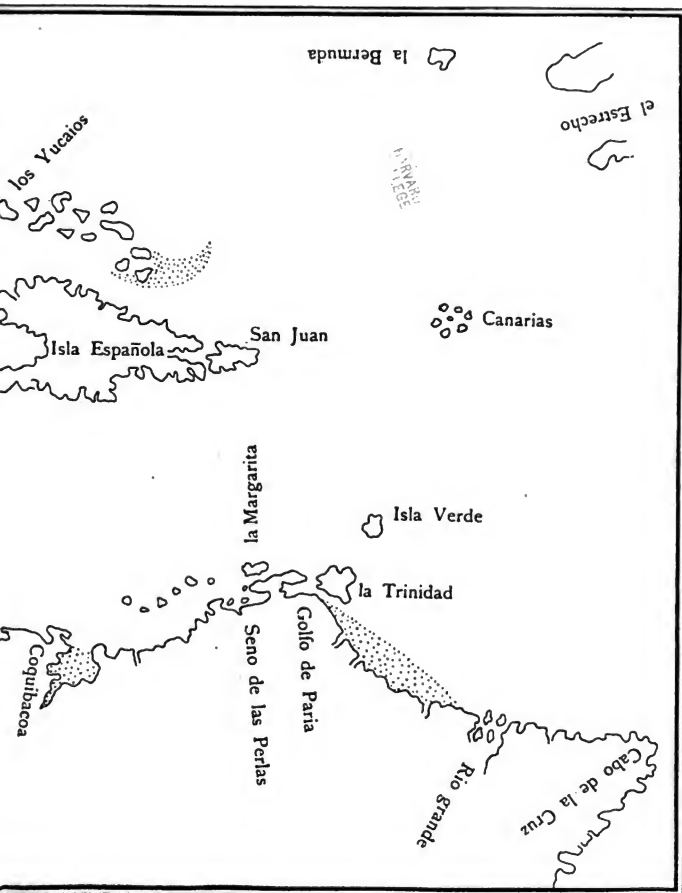 la Bermuda
el Estrecho
los Yucaios
Canarias
San Juan
Isla Española
la Margarita
Isla Verde
la Trinidad
Coquibacoa
Seno de las Perlas
Golfo de Paria
Rio grande
Cabo de la Cruz